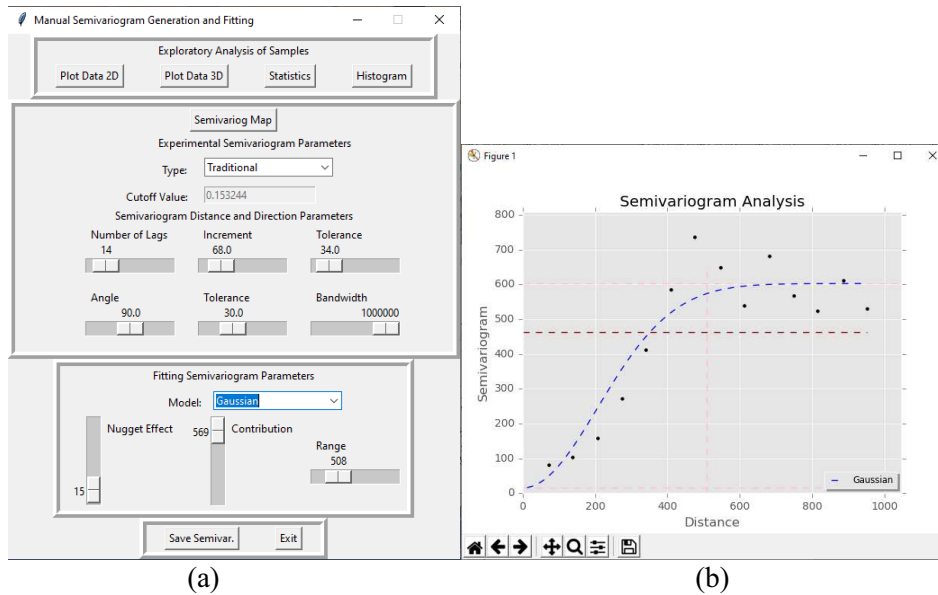 Manual Semivariogram Generation and Fitting
Exploratory Analysis of Samples
Plot Data 2D Plot Data 3D Statistics Histogram
Semivariog Map
Experimental Semivariogram Parameters
Type: Traditional
Cutoff Value: 0.153244
Semivariogram Distance and Direction Parameters
Number of Lags Increment Tolerance
14 68.0 34.0
Angle Tolerance Bandwidth
90.0 30.0 1000000
Fitting Semivariogram Parameters
Model: Gaussian
Nugget Effect 569 Contribution
Range
508
15
Save Semivar. Exit
(a)
Figure 1
Semivariogram Analysis
800
700
600
500
400
300
200
100
0
Semivariogram
0 200 400 600 800 1000
Distance
Gaussian
(b)